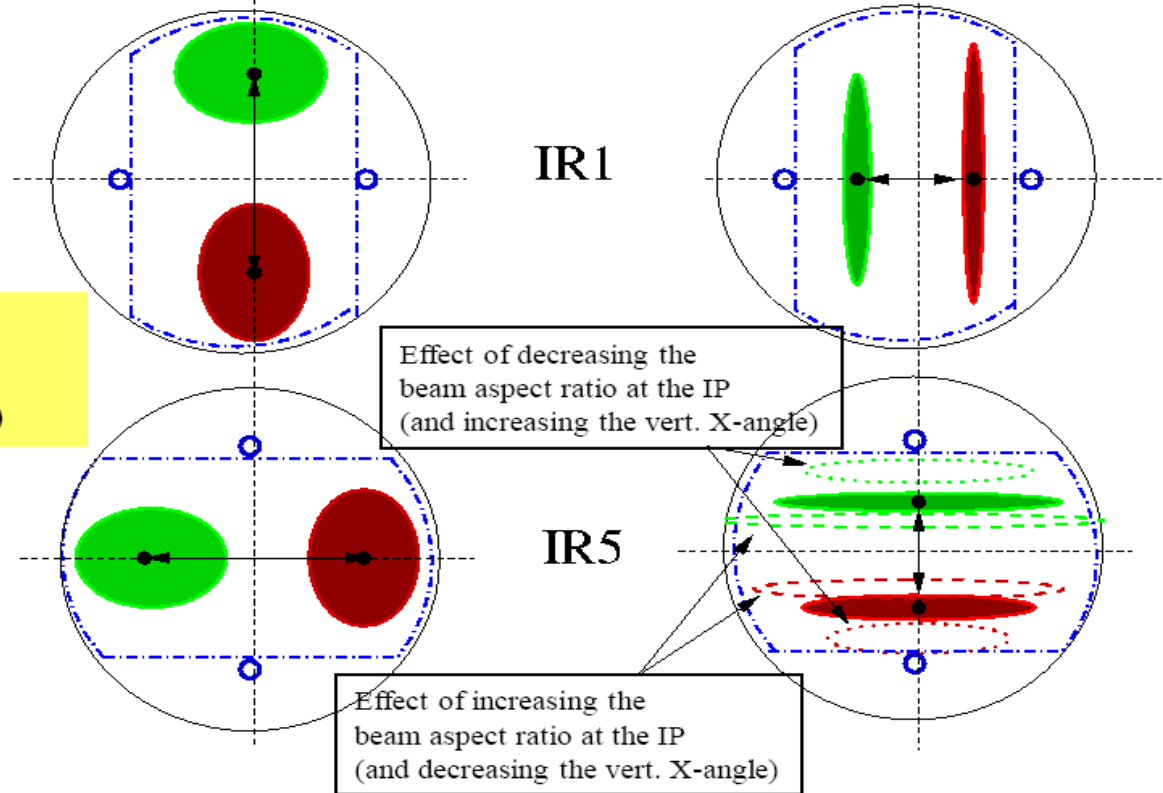 IR1
Effect of decreasing the
beam aspect ratio at the IP
(and increasing the vert. X-angle)
)
IR5
Effect of increasing the
beam aspect ratio at the IP
(and decreasing the vert. X-angle)